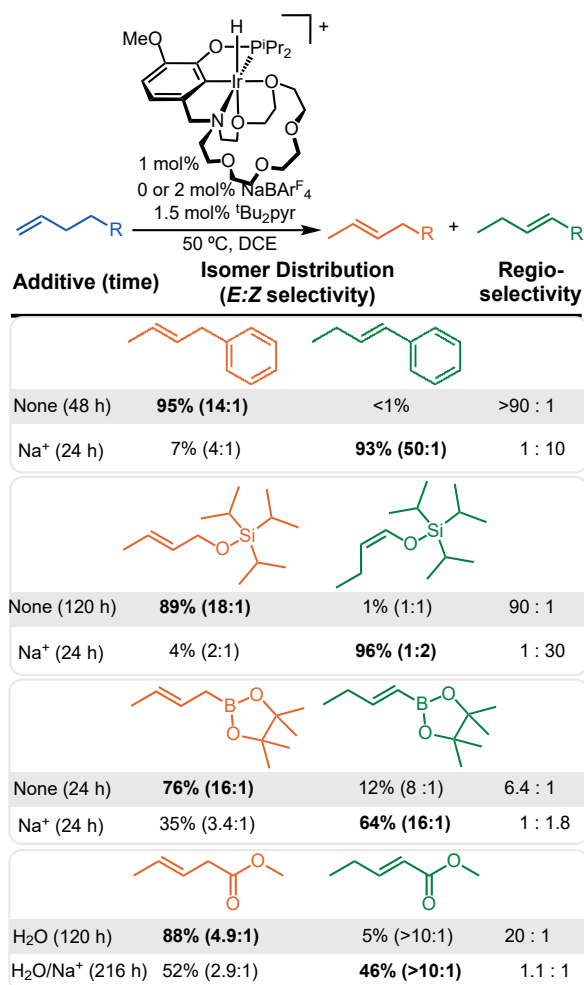 H
+
MeO
O
PiPr2
Ir
O
N
O
O
O
O
O
1 mol%
0 or 2 mol% NaBArF4
1.5 mol% tBu2pyr
50 ºC, DCE
R
R
+
R
Additive (time)
Isomer Distribution
(E:Z selectivity)
Regio-
selectivity
None (48 h) 95% (14:1) <1% >90 : 1
Na+ (24 h) 7% (4:1) 93% (50:1) 1 : 10
O Si
O Si
None (120 h) 89% (18:1) 1% (1:1) 90 : 1
Na+ (24 h) 4% (2:1) 96% (1:2) 1 : 30
B O
O
B O
O
None (24 h) 76% (16:1) 12% (8 :1) 6.4 : 1
Na+ (24 h) 35% (3.4:1) 64% (16:1) 1 : 1.8
O
O
O
O
H2O (120 h) 88% (4.9:1) 5% (>10:1) 20 : 1
H2O/Na+ (216 h) 52% (2.9:1) 46% (>10:1) 1.1 : 1